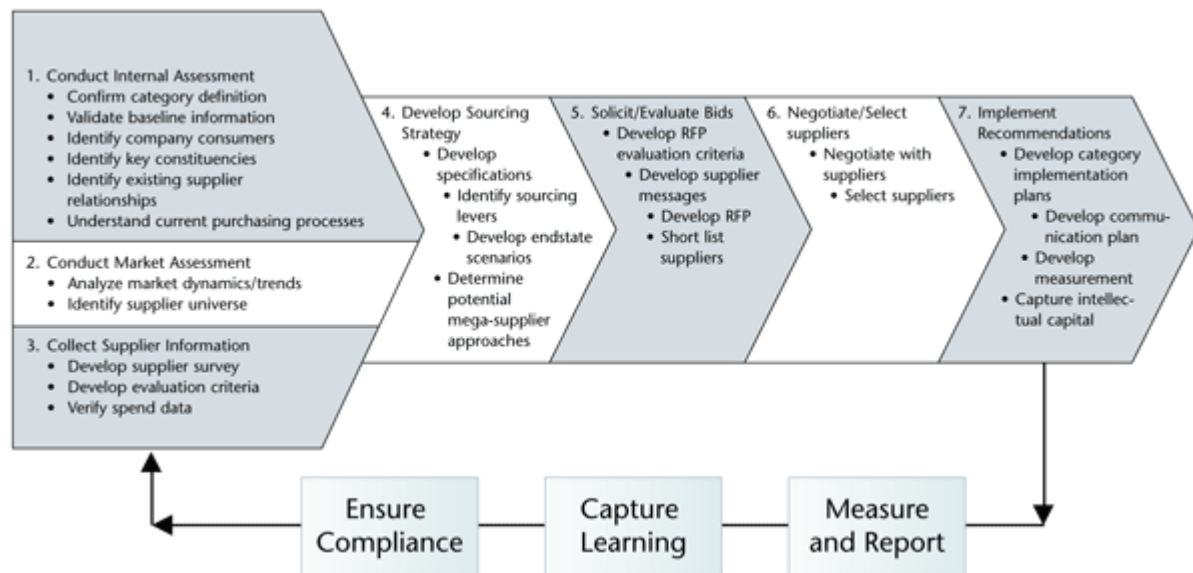 1. Conduct Internal Assessment
• Confirm category definition
• Validate baseline information
• Identify company consumers
• Identify key constituencies
• Identify existing supplier
relationships
• Understand current purchasing processes
2. Conduct Market Assessment
• Analyze market dynamics/trends
• Identify supplier universe
3. Collect Supplier Information
• Develop supplier survey
• Develop evaluation criteria
• Verify spend data
4. Develop Sourcing
Strategy
• Develop
specifications
• Identify sourcing
levers
• Develop endstate
scenarios
• Determine
potential
mega-supplier
approaches
5. Solicit/Evaluate Bids
• Develop RFP
evaluation criteria
• Develop supplier
messages
• Develop RFP
• Short list
suppliers
6. Negotiate/Select
suppliers
• Negotiate with
suppliers
• Select suppliers
7. Implement
Recommendations
• Develop category
implementation
plans
• Develop commu-
nication plan
• Develop
measurement
• Capture intellec-
tual capital
Ensure
Compliance
Capture
Learning
Measure
and Report